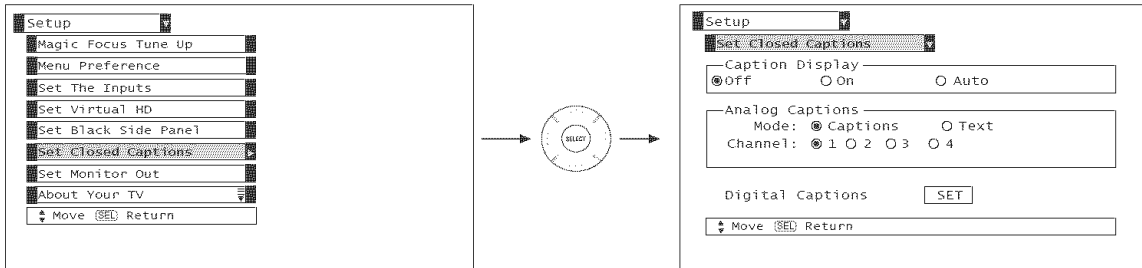 Setup
Magic Focus Tune Up
Menu Preference
Set The Inputs
Set Virtual HD
Set Black Side Panel
Set Closed Captions
Set Monitor Out
About Your TV
Move SEL Return
SELECT
Setup
Set Closed Captions
Caption Display
Off On Auto
Analog Captions
Mode: Captions Text
Channel: 1 2 3 4
Digital Captions SET
Move SEL Return